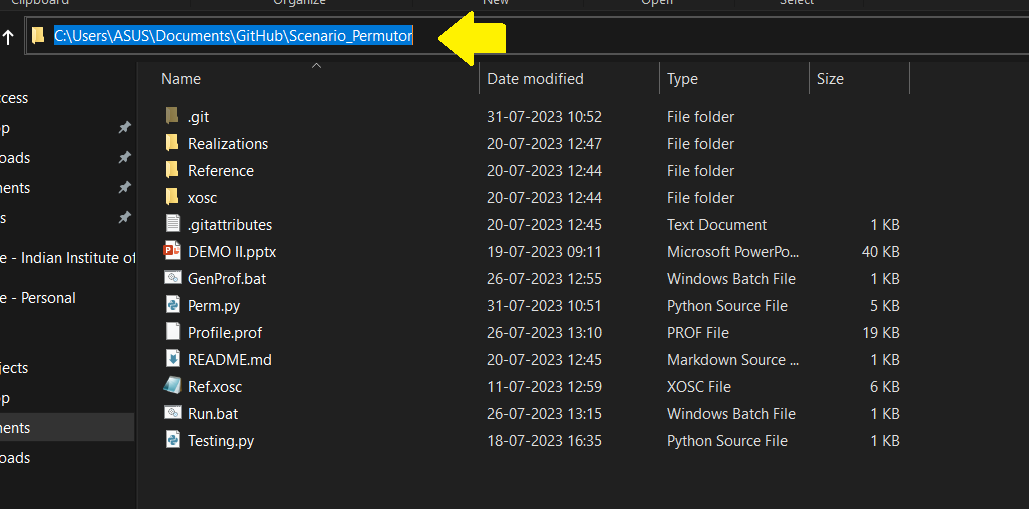 Clipboard Organize New Open Select
C:\Users\ASUS\Documents\GitHub\Scenario_Permutor
Name Date modified Type Size
.git 31-07-2023 10:52 File folder
Realizations 20-07-2023 12:47 File folder
Reference 20-07-2023 12:44 File folder
xosc 20-07-2023 12:44 File folder
.gitattributes 20-07-2023 12:45 Text Document 1 KB
DEMO II.pptx 19-07-2023 09:11 Microsoft PowerPo... 40 KB
GenProf.bat 26-07-2023 12:55 Windows Batch File 1 KB
Perm.py 31-07-2023 10:51 Python Source File 5 KB
Profile.prof 26-07-2023 13:10 PROF File 19 KB
README.md 20-07-2023 12:45 Markdown Source ... 1 KB
Ref.xosc 11-07-2023 12:59 XOSC File 6 KB
Run.bat 26-07-2023 13:15 Windows Batch File 1 KB
Testing.py 18-07-2023 16:35 Python Source File 1 KB
cess
p
oads
ments
s
e - Indian Institute of
e - Personal
jects
p
nents
oads